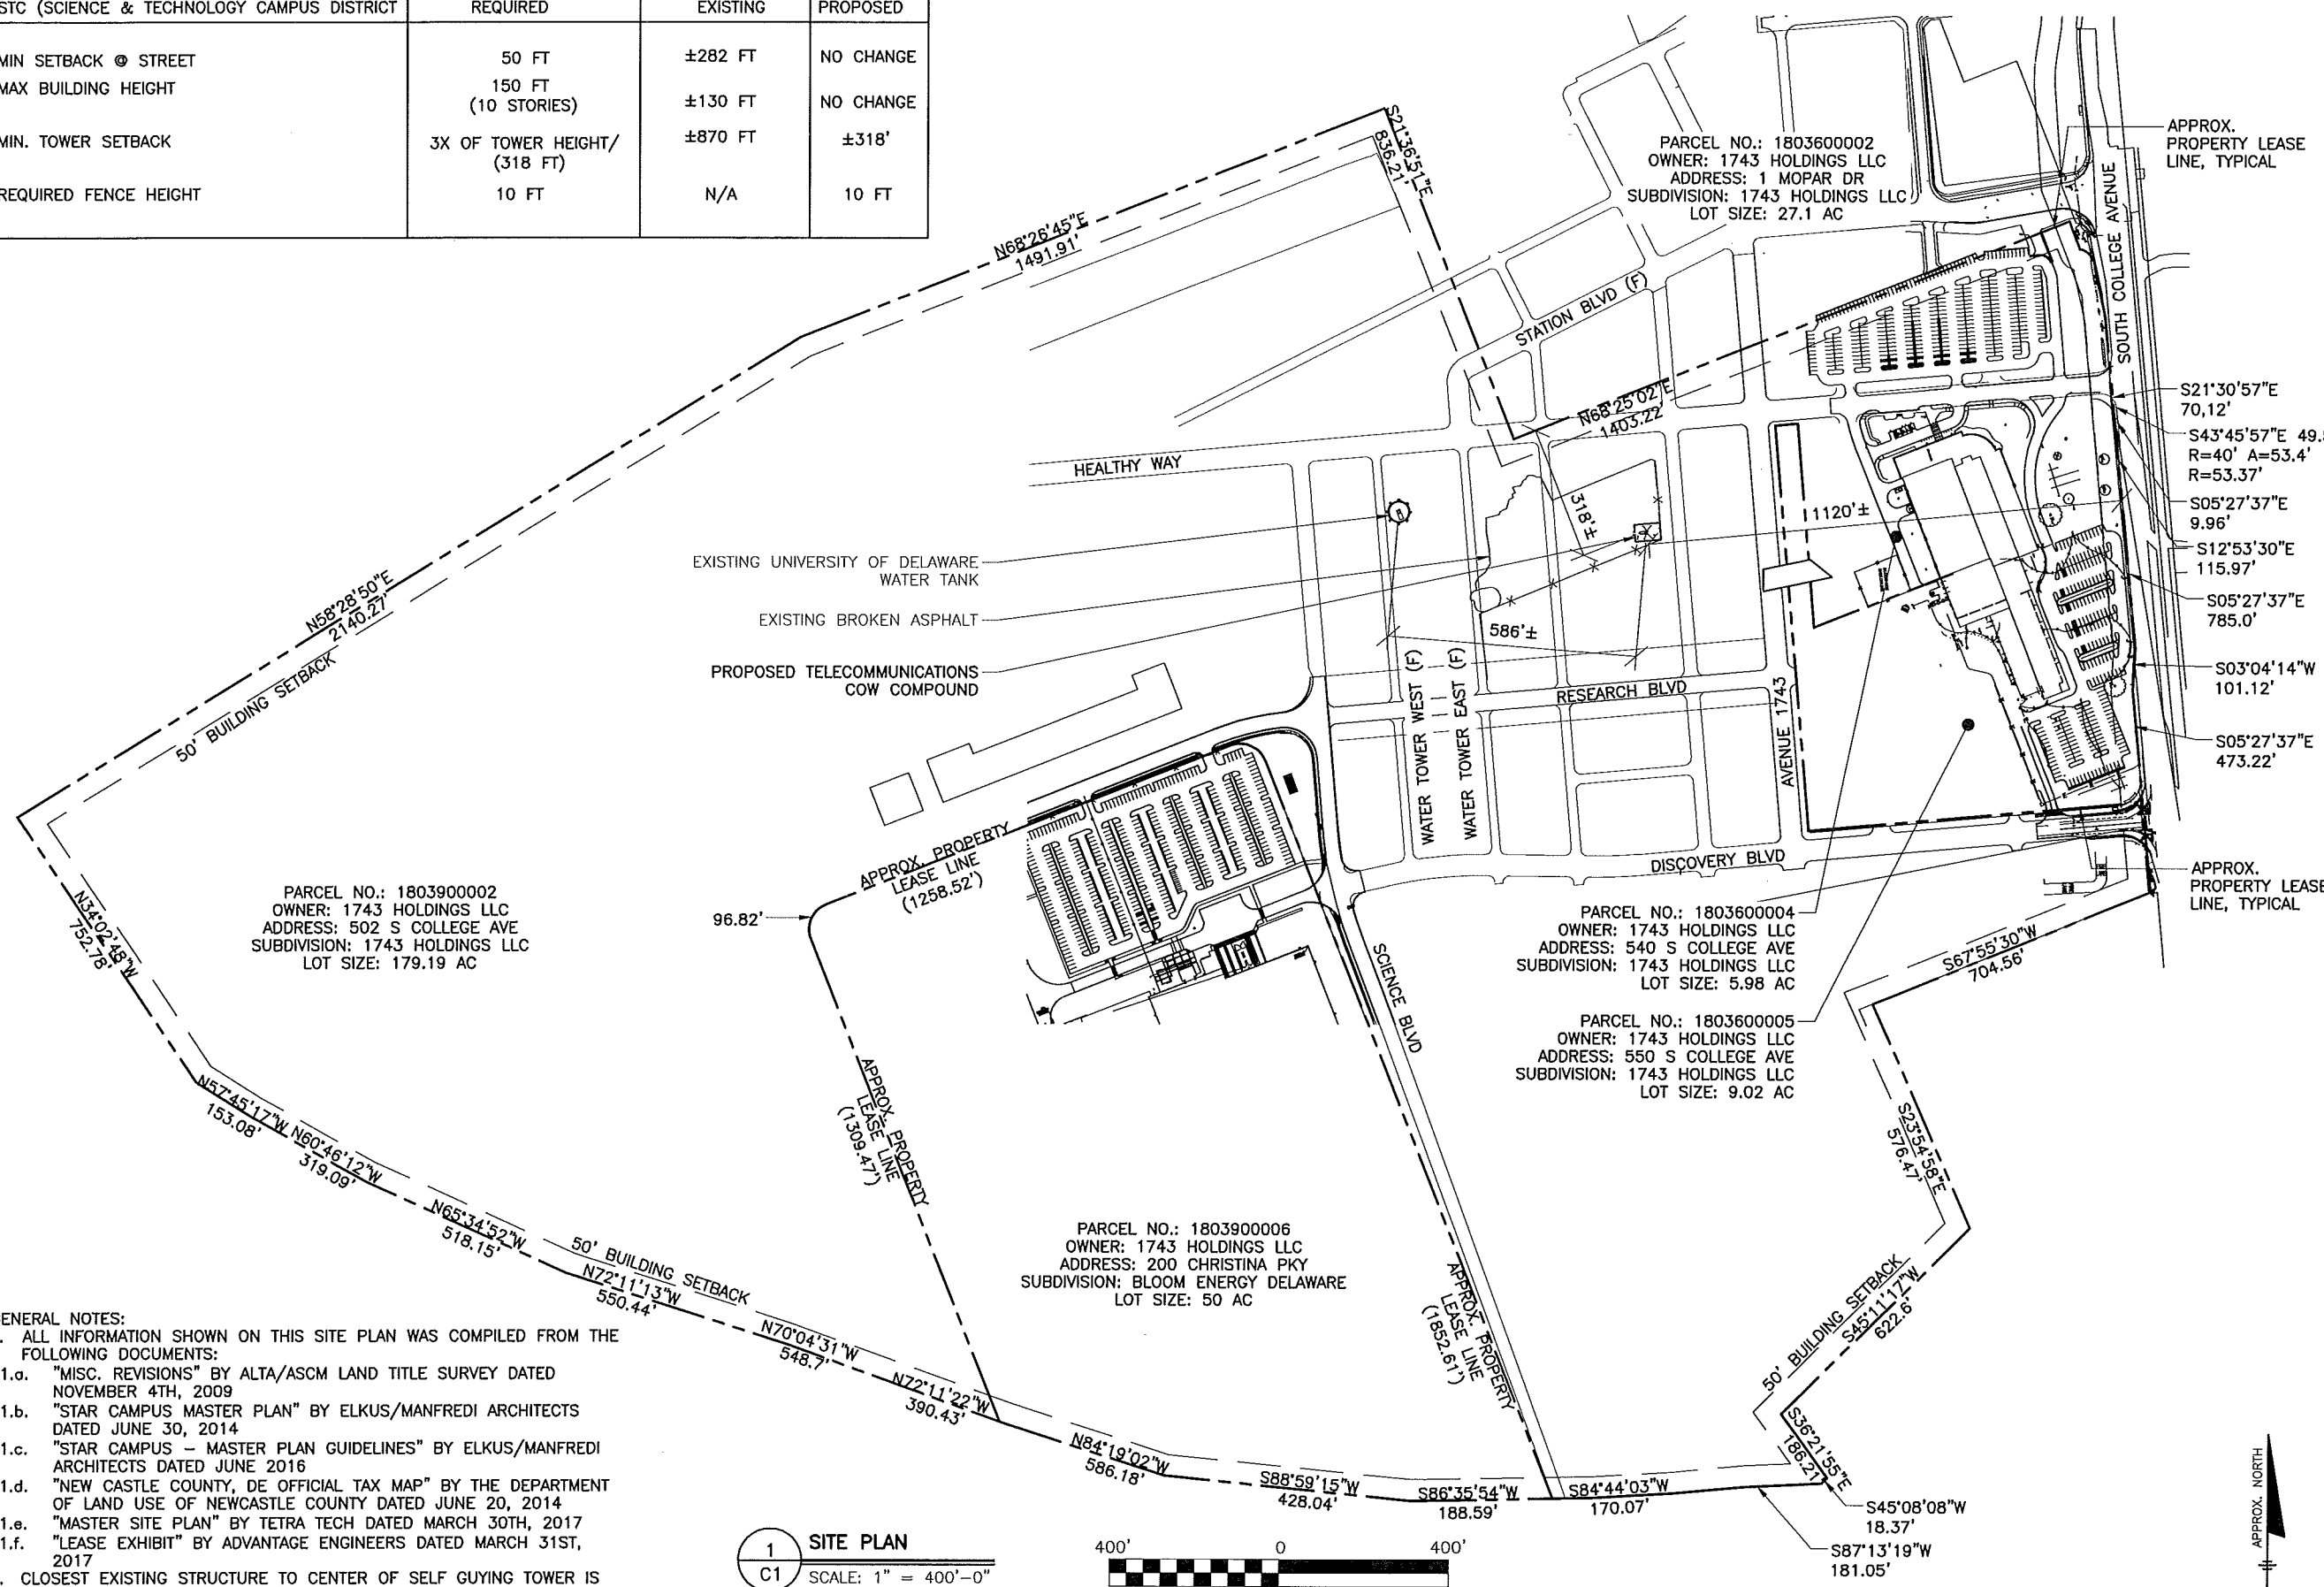 STC (SCIENCE & TECHNOLOGY CAMPUS DISTRICT REQUIRED EXISTING PROPOSED
MIN SETBACK @ STREET 50 FT ±282 FT NO CHANGE
MAX BUILDING HEIGHT 150 FT
(10 STORIES) ±130 FT NO CHANGE
MIN. TOWER SETBACK 3X OF TOWER HEIGHT/ ±870 FT ±318'
(318 FT)
REQUIRED FENCE HEIGHT 10 FT N/A 10 FT
PARCEL NO.: 1803600002
OWNER: 1743 HOLDINGS LLC
ADDRESS: 1 MOPAR DR
SUBDIVISION: 1743 HOLDINGS LLC
LOT SIZE: 27.1 AC
APPROX.
PROPERTY LEASE
LINE, TYPICAL
SOUTH COLLEGE AVENUE
S21°36'51"E
836.21'
N68°26'45"E
1491.91'
STATION BLVD (F)
N68°25'02"E
1403.22'
HEALTHY WAY
S21°30'57"E
70,12'
S43°45'57"E 49.
R=40' A=53.4'
R=53.37'
S05°27'37"E
9.96'
S12°53'30"E
115.97'
S05°27'37"E
785.0'
S03°04'14"W
101.12'
S05°27'37"E
473.22'
318'±
1120'±
EXISTING UNIVERSITY OF DELAWARE
WATER TANK
EXISTING BROKEN ASPHALT
PROPOSED TELECOMMUNICATIONS
COW COMPOUND
586'±
WATER TOWER WEST (F)
WATER TOWER EAST (F)
RESEARCH BLVD
AVENUE 1743
DISCOVERY BLVD
N58°28'50"E
2140.27'
50' BUILDING SETBACK
APPROX. PROPERTY
LEASE LINE
(1258.52')
96.82'
APPROX.
PROPERTY LEASE
LINE, TYPICAL
PARCEL NO.: 1803900002
OWNER: 1743 HOLDINGS LLC
ADDRESS: 502 S COLLEGE AVE
SUBDIVISION: 1743 HOLDINGS LLC
LOT SIZE: 179.19 AC
N34°02'48"W
752.78'
PARCEL NO.: 1803600004
OWNER: 1743 HOLDINGS LLC
ADDRESS: 540 S COLLEGE AVE
SUBDIVISION: 1743 HOLDINGS LLC
LOT SIZE: 5.98 AC
S67°55'30"W
704.56'
SCIENCE BLVD
PARCEL NO.: 1803600005
OWNER: 1743 HOLDINGS LLC
ADDRESS: 550 S COLLEGE AVE
SUBDIVISION: 1743 HOLDINGS LLC
LOT SIZE: 9.02 AC
S23°54'58"E
576.47'
APPROX. PROPERTY
LEASE LINE
(1309.47')
N57°45'17"W
153.08'
N60°46'12"W
319.09'
N65°34'52"W
518.15'
50' BUILDING SETBACK
N72°11'13"W
550.44'
N70°04'31"W
548.7'
N72°11'22"W
390.43'
PARCEL NO.: 1803900006
OWNER: 1743 HOLDINGS LLC
ADDRESS: 200 CHRISTINA PKY
SUBDIVISION: BLOOM ENERGY DELAWARE
LOT SIZE: 50 AC
APPROX. PROPERTY
LEASE LINE
(1852.61')
50' BUILDING SETBACK
S45°11'17"W
622.6'
S36°21'55"E
186.21'
N84°19'02"W
586.18'
S88°59'15"W
428.04'
S86°35'54"W
188.59'
S84°44'03"W
170.07'
S45°08'08"W
18.37'
S87°13'19"W
181.05'
ENERAL NOTES:
. ALL INFORMATION SHOWN ON THIS SITE PLAN WAS COMPILED FROM THE
FOLLOWING DOCUMENTS:
1.a. "MISC. REVISIONS" BY ALTA/ASCM LAND TITLE SURVEY DATED
NOVEMBER 4TH, 2009
1.b. "STAR CAMPUS MASTER PLAN" BY ELKUS/MANFREDI ARCHITECTS
DATED JUNE 30, 2014
1.c. "STAR CAMPUS – MASTER PLAN GUIDELINES" BY ELKUS/MANFREDI
ARCHITECTS DATED JUNE 2016
1.d. "NEW CASTLE COUNTY, DE OFFICIAL TAX MAP" BY THE DEPARTMENT
OF LAND USE OF NEWCASTLE COUNTY DATED JUNE 20, 2014
1.e. "MASTER SITE PLAN" BY TETRA TECH DATED MARCH 30TH, 2017
1.f. "LEASE EXHIBIT" BY ADVANTAGE ENGINEERS DATED MARCH 31ST,
2017
. CLOSEST EXISTING STRUCTURE TO CENTER OF SELF GUYING TOWER IS
1
C1
SITE PLAN
SCALE: 1" = 400'–0"
400' 0 400'
APPROX. NORTH